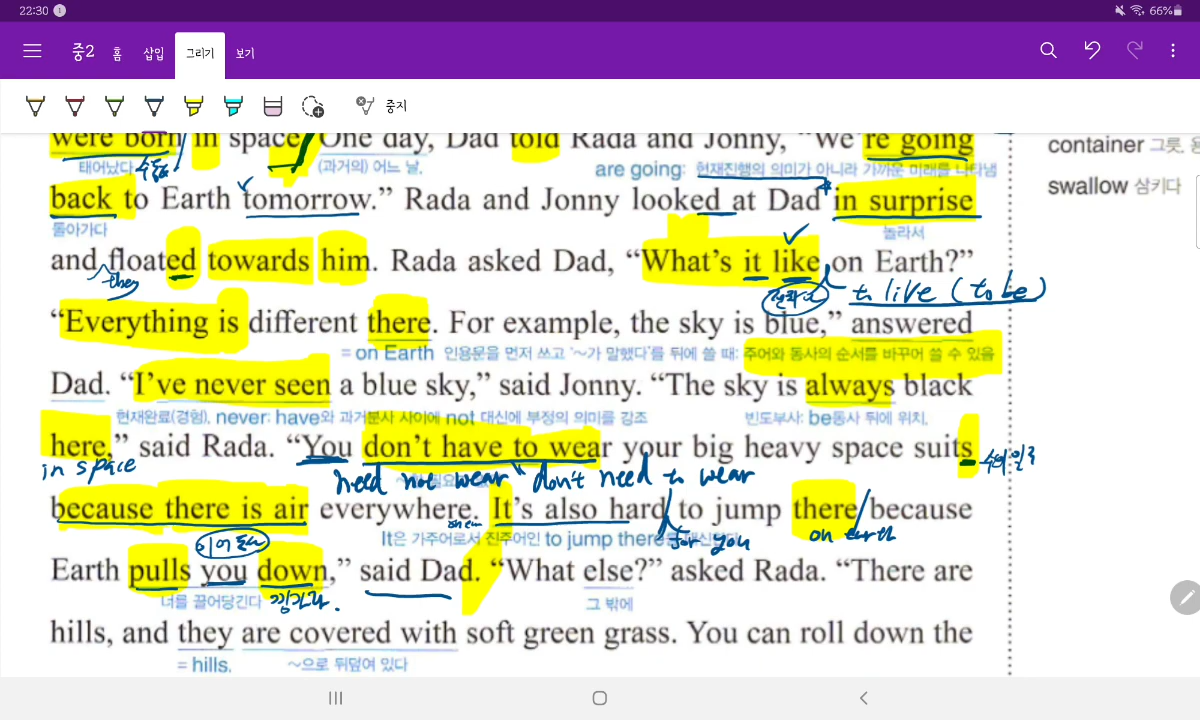 22:30 1 66%
중2 홈 삽입 그리기 보기
중지
were born in space. One day, Dad told Rada and Jonny, “We're going
container 그릇,
태어났다 (과거의) 어느 날, are going: 현재진행의 의미가 아니라 가까운 미래를 나타냄
back to Earth tomorrow.” Rada and Jonny looked at Dad in surprise
swallow 삼키다
돌아가다 놀라서
and floated towards him. Rada asked Dad, “What's it like on Earth?”
they to live (to be)
“Everything is different there. For example, the sky is blue,” answered
= on Earth 인용문을 먼저 쓰고 '~가 말했다'를 뒤에 쓸 때: 주어와 동사의 순서를 바꾸어 쓸 수 있음
Dad. “I've never seen a blue sky,” said Jonny. “The sky is always black
현재완료(경험), never: have와 과거분사 사이에 not 대신에 부정의 의미를 강조 빈도부사: be동사 뒤에 위치,
here,” said Rada. “You don't have to wear your big heavy space suits
in space need not wear don't need to wear
because there is air everywhere. It's also hard to jump there because
It은 가주어로서 진주어인 to jump there를 for you on earth
Earth pulls you down,” said Dad. “What else?” asked Rada. “There are
너를 끌어당긴다 그 밖에
hills, and they are covered with soft green grass. You can roll down the
= hills. ~으로 뒤덮여 있다